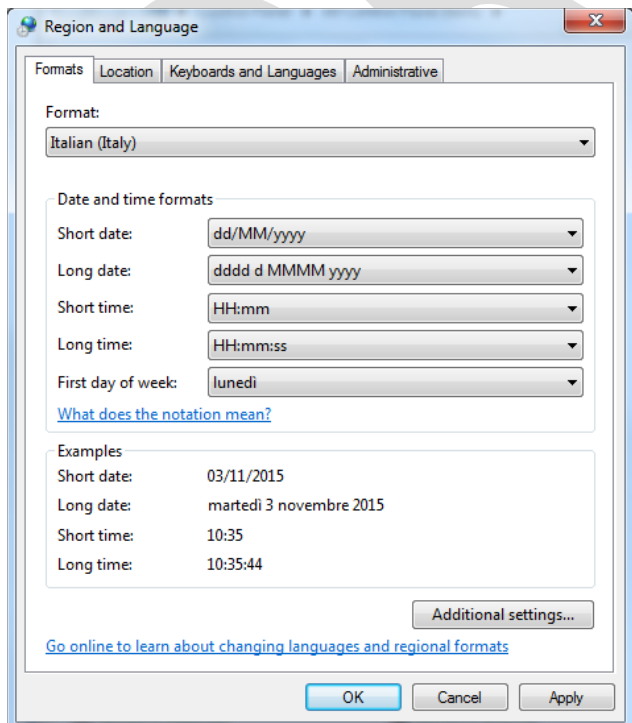 Region and Language
Formats Location Keyboards and Languages Administrative
Format:
Italian (Italy)
Date and time formats
Short date: dd/MM/yyyy
Long date: dddd d MMMM yyyy
Short time: HH:mm
Long time: HH:mm:ss
First day of week: lunedì
What does the notation mean?
Examples
Short date: 03/11/2015
Long date: martedì 3 novembre 2015
Short time: 10:35
Long time: 10:35:44
Additional settings...
Go online to learn about changing languages and regional formats
OK Cancel Apply